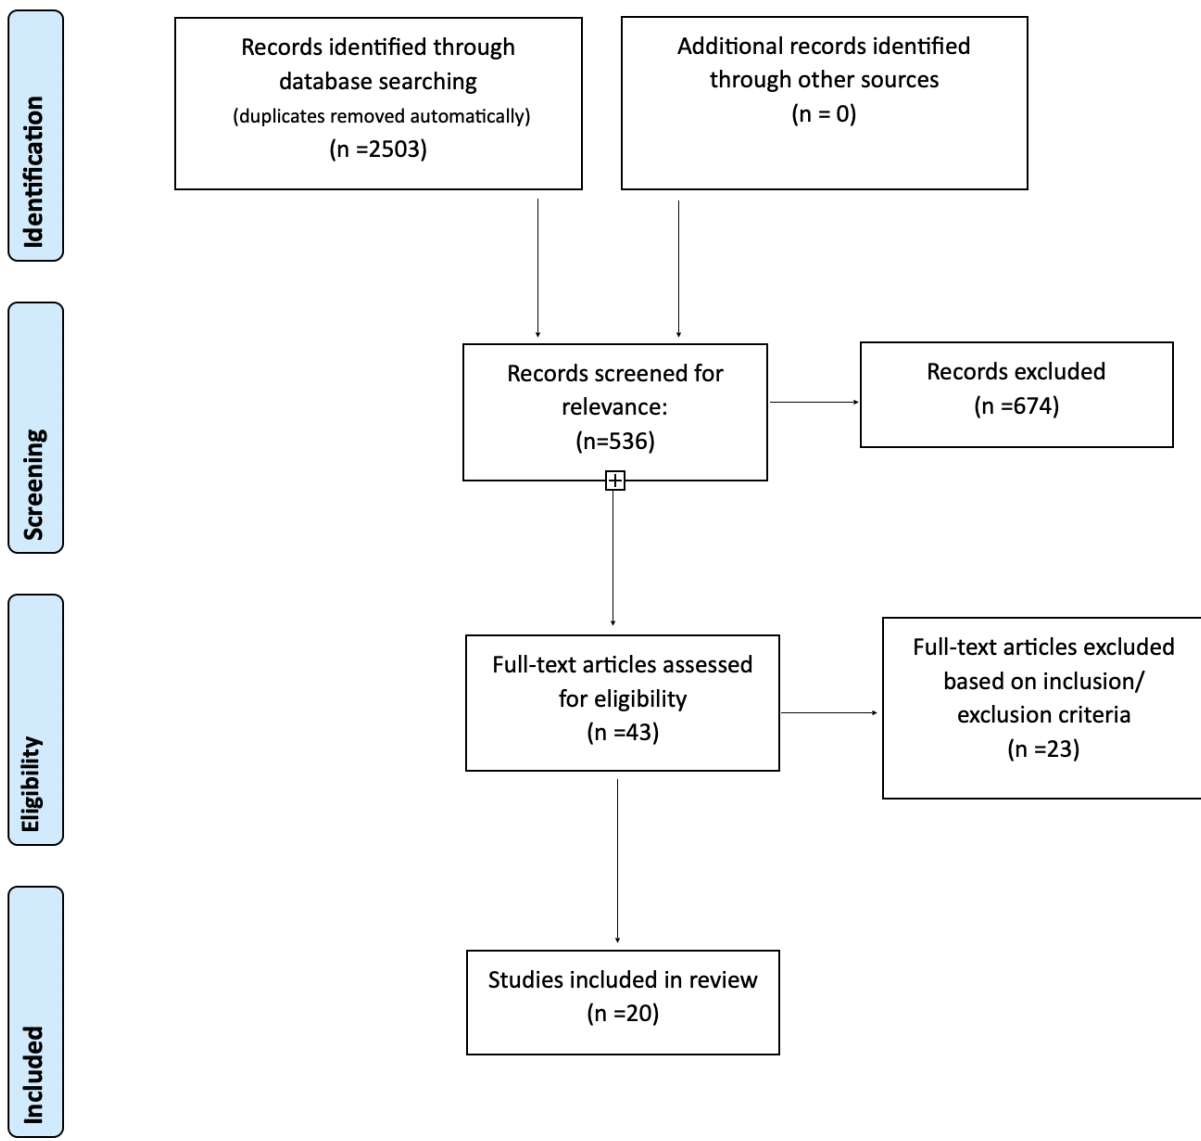 Identification
Records identified through
database searching
(duplicates removed automatically)
(n =2503)
Additional records identified
through other sources
(n = 0)
Screening
Records screened for
relevance:
(n=536)
Records excluded
(n =674)
Eligibility
Full-text articles assessed
for eligibility
(n =43)
Full-text articles excluded
based on inclusion/
exclusion criteria
(n =23)
Included
Studies included in review
(n =20)